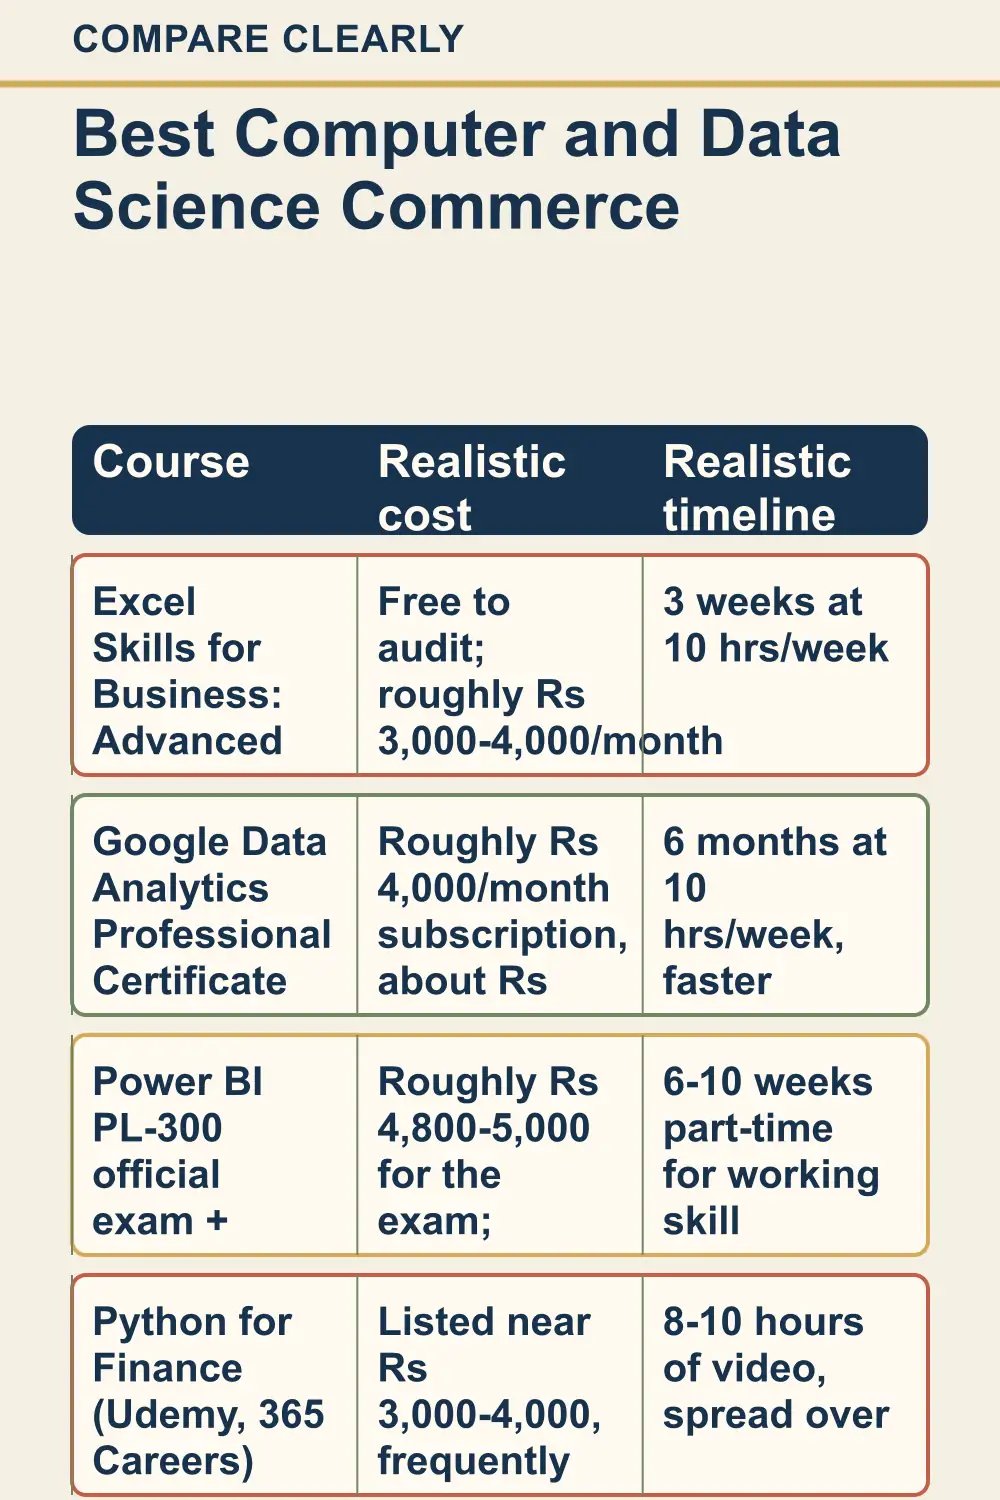 COMPARE CLEARLY
Best Computer and Data
Science Commerce
Course
Realistic
cost
Realistic
timeline
Excel
Skills for
Business:
Advanced
Free to
audit;
roughly Rs
3,000-4,000/month
3 weeks at
10 hrs/week
Google Data
Analytics
Professional
Certificate
Roughly Rs
4,000/month
subscription,
about Rs
6 months at
10
hrs/week,
faster
Power BI
PL-300
official
exam +
Roughly Rs
4,800-5,000
for the
exam;
6-10 weeks
part-time
for working
skill
Python for
Finance
(Udemy, 365
Careers)
Listed near
Rs
3,000-4,000,
frequently
8-10 hours
of video,
spread over